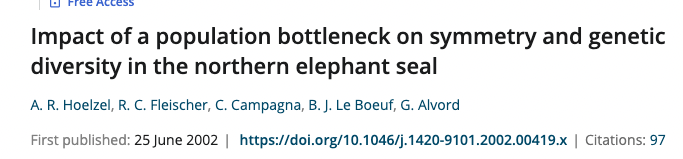 Free Access
Impact of a population bottleneck on symmetry and genetic
diversity in the northern elephant seal
A. R. Hoelzel, R. C. Fleischer, C. Campagna, B. J. Le Boeuf, G. Alvord
First published: 25 June 2002 | https://doi.org/10.1046/j.1420-9101.2002.00419.x | Citations: 97